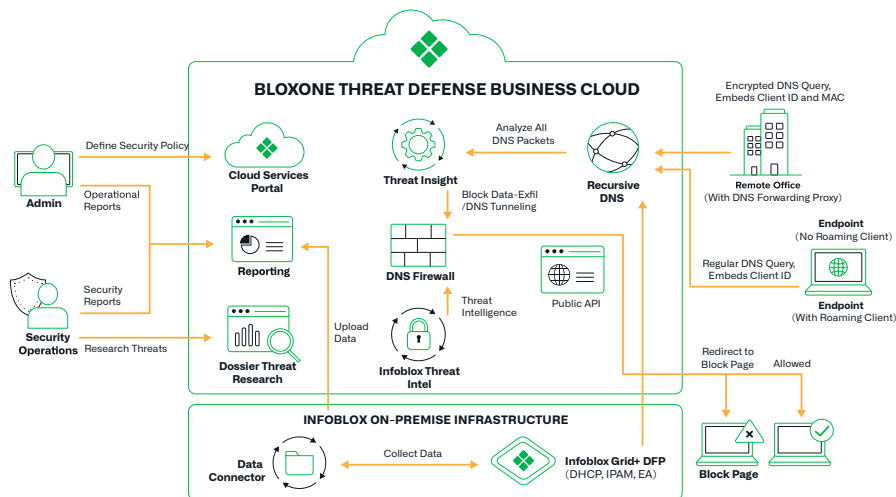 BLOXONE THREAT DEFENSE BUSINESS CLOUD
Define Security Policy
Admin
Operational
Reports
Security
Reports
Security
Operations
Research Threats
Cloud Services
Portal
Reporting
Dossier Threat
Research
Upload
Data
Threat Insight
Analyze All
DNS Packets
Recursive
DNS
Block Data-Exfil
/DNS Tunneling
DNS Firewall
Threat
Intelligence
Infoblox Threat
Intel
Public API
Encrypted DNS Query,
Embeds Client ID and MAC
Remote Office
(With DNS Forwarding Proxy)
Endpoint
(No Roaming Client)
Regular DNS Query,
Embeds Client ID
Endpoint
(With Roaming Client)
Redirect to
Block Page
Allowed
Block Page
INFOBLOX ON-PREMISE INFRASTRUCTURE
Data
Connector
Collect Data
Infoblox Grid+ DFP
(DHCP, IPAM, EA)